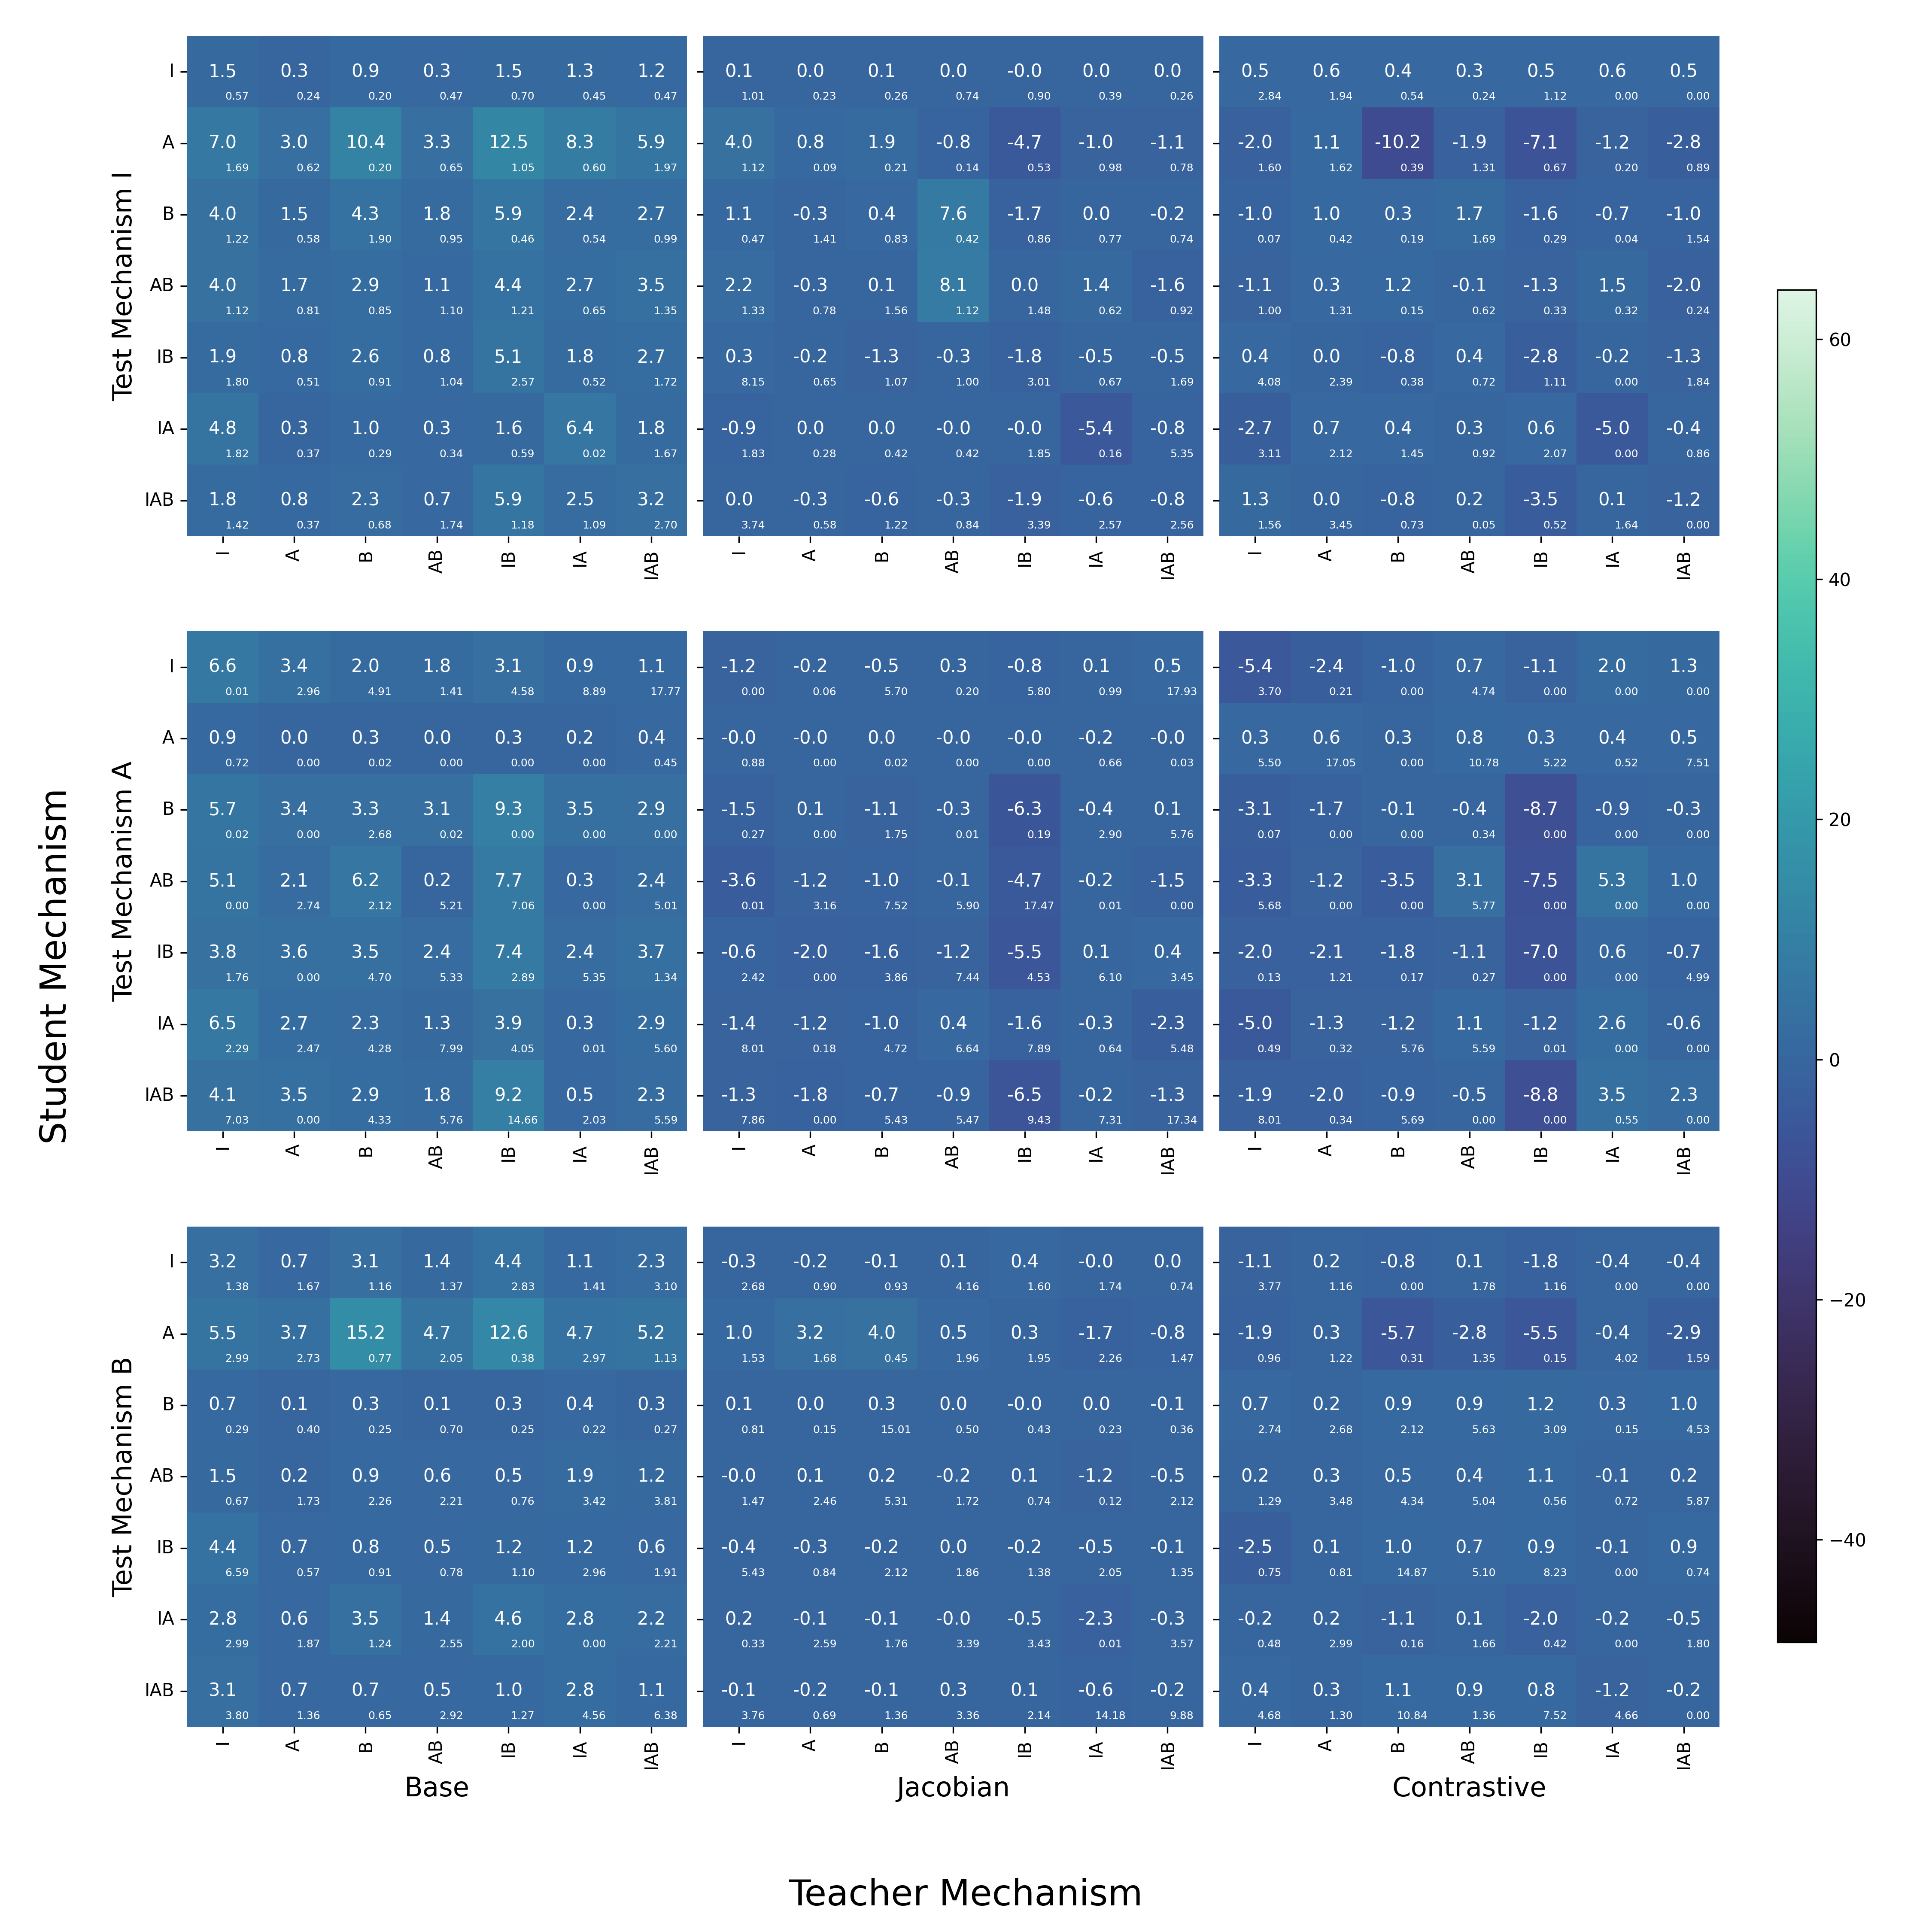 Student Mechanism
Test Mechanism I
I 1.5 0.3 0.9 0.3 1.5 1.3 1.2 0.1 0.0 0.1 0.0 -0.0 0.0 0.0 0.5 0.6 0.4 0.3 0.5 0.6 0.5
0.57 0.24 0.20 0.47 0.70 0.45 0.47 1.01 0.23 0.26 0.74 0.90 0.39 0.26 2.84 1.94 0.54 0.24 1.12 0.00 0.00
A 7.0 3.0 10.4 3.3 12.5 8.3 5.9 4.0 0.8 1.9 -0.8 -4.7 -1.0 -1.1 -2.0 1.1 -10.2 -1.9 -7.1 -1.2 -2.8
1.69 0.62 0.20 0.65 1.05 0.60 1.97 1.12 0.09 0.21 0.14 0.53 0.98 0.78 1.60 1.62 0.39 1.31 0.67 0.20 0.89
B 4.0 1.5 4.3 1.8 5.9 2.4 2.7 1.1 -0.3 0.4 7.6 -1.7 0.0 -0.2 -1.0 1.0 0.3 1.7 -1.6 -0.7 -1.0
1.22 0.58 1.90 0.95 0.46 0.54 0.99 0.47 1.41 0.83 0.42 0.86 0.77 0.74 0.07 0.42 0.19 1.69 0.29 0.04 1.54
AB 4.0 1.7 2.9 1.1 4.4 2.7 3.5 2.2 -0.3 0.1 8.1 0.0 1.4 -1.6 -1.1 0.3 1.2 -0.1 -1.3 1.5 -2.0
1.12 0.81 0.85 1.10 1.21 0.65 1.35 1.33 0.78 1.56 1.12 1.48 0.62 0.92 1.00 1.31 0.15 0.62 0.33 0.32 0.24
IB 1.9 0.8 2.6 0.8 5.1 1.8 2.7 0.3 -0.2 -1.3 -0.3 -1.8 -0.5 -0.5 0.4 0.0 -0.8 0.4 -2.8 -0.2 -1.3
1.80 0.51 0.91 1.04 2.57 0.52 1.72 8.15 0.65 1.07 1.00 3.01 0.67 1.69 4.08 2.39 0.38 0.72 1.11 0.00 1.84
IA 4.8 0.3 1.0 0.3 1.6 6.4 1.8 -0.9 0.0 0.0 -0.0 -0.0 -5.4 -0.8 -2.7 0.7 0.4 0.3 0.6 -5.0 -0.4
1.82 0.37 0.29 0.34 0.59 0.02 1.67 1.83 0.28 0.42 0.42 1.85 0.16 5.35 3.11 2.12 1.45 0.92 2.07 0.00 0.86
IAB 1.8 0.8 2.3 0.7 5.9 2.5 3.2 0.0 -0.3 -0.6 -0.3 -1.9 -0.6 -0.8 1.3 0.0 -0.8 0.2 -3.5 0.1 -1.2
1.42 0.37 0.68 1.74 1.18 1.09 2.70 3.74 0.58 1.22 0.84 3.39 2.57 2.56 1.56 3.45 0.73 0.05 0.52 1.64 0.00
I A B AB IB IA IAB I A B AB IB IA IAB I A B AB IB IA IAB
Test Mechanism A
I 6.6 3.4 2.0 1.8 3.1 0.9 1.1 -1.2 -0.2 -0.5 0.3 -0.8 0.1 0.5 -5.4 -2.4 -1.0 0.7 -1.1 2.0 1.3
0.01 2.96 4.91 1.41 4.58 8.89 17.77 0.00 0.06 5.70 0.20 5.80 0.99 17.93 3.70 0.21 0.00 4.74 0.00 0.00 0.00
A 0.9 0.0 0.3 0.0 0.3 0.2 0.4 -0.0 -0.0 0.0 -0.0 -0.0 -0.2 -0.0 0.3 0.6 0.3 0.8 0.3 0.4 0.5
0.72 0.00 0.02 0.00 0.00 0.00 0.45 0.88 0.00 0.02 0.00 0.00 0.66 0.03 5.50 17.05 0.00 10.78 5.22 0.52 7.51
B 5.7 3.4 3.3 3.1 9.3 3.5 2.9 -1.5 0.1 -1.1 -0.3 -6.3 -0.4 0.1 -3.1 -1.7 -0.1 -0.4 -8.7 -0.9 -0.3
0.02 0.00 2.68 0.02 0.00 0.00 0.00 0.27 0.00 1.75 0.01 0.19 2.90 5.76 0.07 0.00 0.00 0.34 0.00 0.00 0.00
AB 5.1 2.1 6.2 0.2 7.7 0.3 2.4 -3.6 -1.2 -1.0 -0.1 -4.7 -0.2 -1.5 -3.3 -1.2 -3.5 3.1 -7.5 5.3 1.0
0.00 2.74 2.12 5.21 7.06 0.00 5.01 0.01 3.16 7.52 5.90 17.47 0.01 0.00 5.68 0.00 0.00 5.77 0.00 0.00 0.00
IB 3.8 3.6 3.5 2.4 7.4 2.4 3.7 -0.6 -2.0 -1.6 -1.2 -5.5 0.1 0.4 -2.0 -2.1 -1.8 -1.1 -7.0 0.6 -0.7
1.76 0.00 4.70 5.33 2.89 5.35 1.34 2.42 0.00 3.86 7.44 4.53 6.10 3.45 0.13 1.21 0.17 0.27 0.00 0.00 4.99
IA 6.5 2.7 2.3 1.3 3.9 0.3 2.9 -1.4 -1.2 -1.0 0.4 -1.6 -0.3 -2.3 -5.0 -1.3 -1.2 1.1 -1.2 2.6 -0.6
2.29 2.47 4.28 7.99 4.05 0.01 5.60 8.01 0.18 4.72 6.64 7.89 0.64 5.48 0.49 0.32 5.76 5.59 0.01 0.00 0.00
IAB 4.1 3.5 2.9 1.8 9.2 0.5 2.3 -1.3 -1.8 -0.7 -0.9 -6.5 -0.2 -1.3 -1.9 -2.0 -0.9 -0.5 -8.8 3.5 2.3
7.03 0.00 4.33 5.76 14.66 2.03 5.59 7.86 0.00 5.43 5.47 9.43 7.31 17.34 8.01 0.34 5.69 0.00 0.00 0.55 0.00
I A B AB IB IA IAB I A B AB IB IA IAB I A B AB IB IA IAB
Test Mechanism B
I 3.2 0.7 3.1 1.4 4.4 1.1 2.3 -0.3 -0.2 -0.1 0.1 0.4 -0.0 0.0 -1.1 0.2 -0.8 0.1 -1.8 -0.4 -0.4
1.38 1.67 1.16 1.37 2.83 1.41 3.10 2.68 0.90 0.93 4.16 1.60 1.74 0.74 3.77 1.16 0.00 1.78 1.16 0.00 0.00
A 5.5 3.7 15.2 4.7 12.6 4.7 5.2 1.0 3.2 4.0 0.5 0.3 -1.7 -0.8 -1.9 0.3 -5.7 -2.8 -5.5 -0.4 -2.9
2.99 2.73 0.77 2.05 0.38 2.97 1.13 1.53 1.68 0.45 1.96 1.95 2.26 1.47 0.96 1.22 0.31 1.35 0.15 4.02 1.59
B 0.7 0.1 0.3 0.1 0.3 0.4 0.3 0.1 0.0 0.3 0.0 -0.0 0.0 -0.1 0.7 0.2 0.9 0.9 1.2 0.3 1.0
0.29 0.40 0.25 0.70 0.25 0.22 0.27 0.81 0.15 15.01 0.50 0.43 0.23 0.36 2.74 2.68 2.12 5.63 3.09 0.15 4.53
AB 1.5 0.2 0.9 0.6 0.5 1.9 1.2 -0.0 0.1 0.2 -0.2 0.1 -1.2 -0.5 0.2 0.3 0.5 0.4 1.1 -0.1 0.2
0.67 1.73 2.26 2.21 0.76 3.42 3.81 1.47 2.46 5.31 1.72 0.74 0.12 2.12 1.29 3.48 4.34 5.04 0.56 0.72 5.87
IB 4.4 0.7 0.8 0.5 1.2 1.2 0.6 -0.4 -0.3 -0.2 0.0 -0.2 -0.5 -0.1 -2.5 0.1 1.0 0.7 0.9 -0.1 0.9
6.59 0.57 0.91 0.78 1.10 2.96 1.91 5.43 0.84 2.12 1.86 1.38 2.05 1.35 0.75 0.81 14.87 5.10 8.23 0.00 0.74
IA 2.8 0.6 3.5 1.4 4.6 2.8 2.2 0.2 -0.1 -0.1 -0.0 -0.5 -2.3 -0.3 -0.2 0.2 -1.1 0.1 -2.0 -0.2 -0.5
2.99 1.87 1.24 2.55 2.00 0.00 2.21 0.33 2.59 1.76 3.39 3.43 0.01 3.57 0.48 2.99 0.16 1.66 0.42 0.00 1.80
IAB 3.1 0.7 0.7 0.5 1.0 2.8 1.1 -0.1 -0.2 -0.1 0.3 0.1 -0.6 -0.2 0.4 0.3 1.1 0.9 0.8 -1.2 -0.2
3.80 1.36 0.65 2.92 1.27 4.56 6.38 3.76 0.69 1.36 3.36 2.14 14.18 9.88 4.68 1.30 10.84 1.36 7.52 4.66 0.00
I A B AB IB IA IAB I A B AB IB IA IAB I A B AB IB IA IAB
Base Jacobian Contrastive
Teacher Mechanism
60
40
20
0
−20
−40